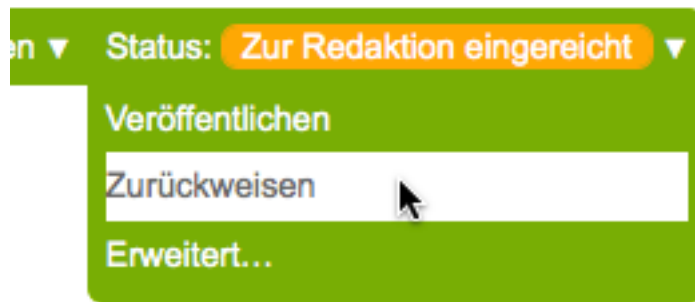 en ▼ Status: Zur Redaktion eingereicht ▼
Veröffentlichen
Zurückweisen
Erweitert...